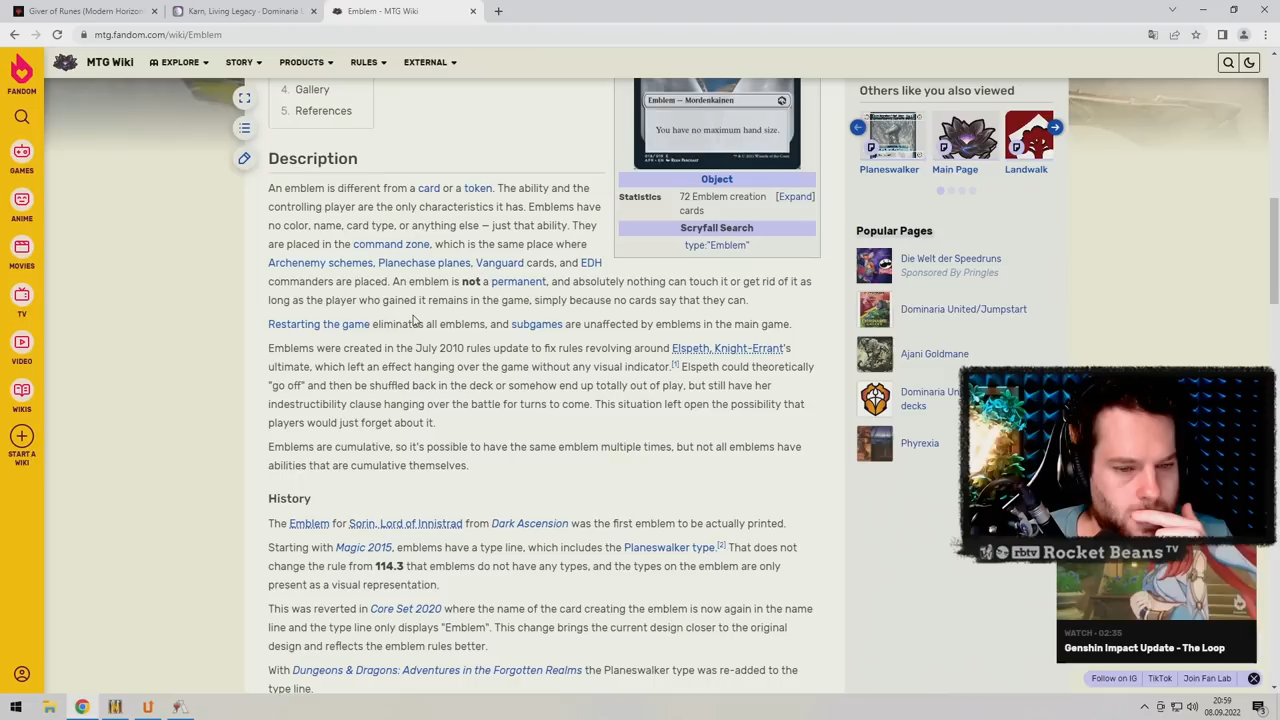 Giver of Runes (Modern Horizon
Karn, Living Legacy - Dominaria
Emblem - MTG Wiki
mtg.fandom.com/wiki/Emblem
FANDOM
MTG Wiki
EXPLORE
STORY
PRODUCTS
RULES
EXTERNAL
GAMES
ANIME
MOVIES
TV
VIDEO
WIKIS
START A
WIKI
4. Gallery
5. References
Emblem — Mordenkainen
You have no maximum hand size.
Object
Statistics 72 Emblem creation [Expand]
cards
Scryfall Search
type:"Emblem"
Description
An emblem is different from a card or a token. The ability and the
controlling player are the only characteristics it has. Emblems have
no color, name, card type, or anything else — just that ability. They
are placed in the command zone, which is the same place where
Archenemy schemes, Planechase planes, Vanguard cards, and EDH
commanders are placed. An emblem is not a permanent, and absolutely nothing can touch it or get rid of it as
long as the player who gained it remains in the game, simply because no cards say that they can.
Restarting the game eliminates all emblems, and subgames are unaffected by emblems in the main game.
Emblems were created in the July 2010 rules update to fix rules revolving around Elspeth, Knight-Errant's
ultimate, which left an effect hanging over the game without any visual indicator.[1] Elspeth could theoretically
"go off" and then be shuffled back in the deck or somehow end up totally out of play, but still have her
indestructibility clause hanging over the battle for turns to come. This situation left open the possibility that
players would just forget about it.
Emblems are cumulative, so it's possible to have the same emblem multiple times, but not all emblems have
abilities that are cumulative themselves.
History
The Emblem for Sorin, Lord of Innistrad from Dark Ascension was the first emblem to be actually printed.
Starting with Magic 2015, emblems have a type line, which includes the Planeswalker type.[2] That does not
change the rule from 114.3 that emblems do not have any types, and the types on the emblem are only
present as a visual representation.
This was reverted in Core Set 2020 where the name of the card creating the emblem is now again in the name
line and the type line only displays "Emblem". This change brings the current design closer to the original
design and reflects the emblem rules better.
With Dungeons & Dragons: Adventures in the Forgotten Realms the Planeswalker type was re-added to the
type line.
Others like you also viewed
Planeswalker
Main Page
Landwalk
Popular Pages
Die Welt der Speedruns
Sponsored By Pringles
Dominaria United/Jumpstart
Ajani Goldmane
Dominaria
decks
Phyrexia
rbtv Rocket Beans TV
WATCH • 02:35
Genshin Impact Update - The Loop
Follow on IG
TikTok
Join Fan Lab
20:59
08.09.2022